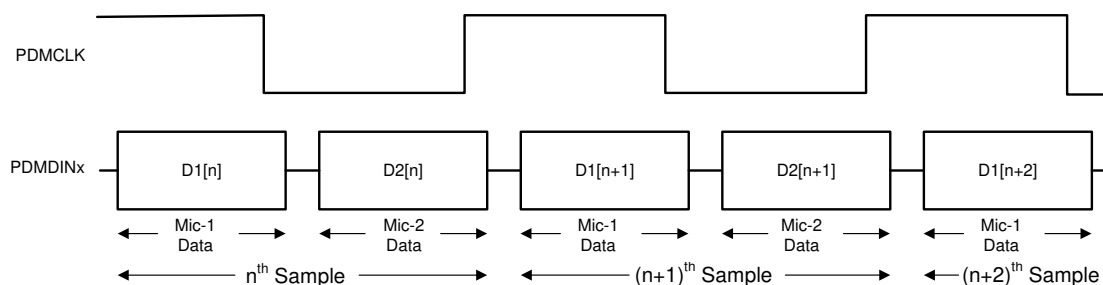 PDMCLK
PDMDINx
D1[n]
D2[n]
D1[n+1]
D2[n+1]
D1[n+2]
Mic-1
Data
Mic-2
Data
Mic-1
Data
Mic-2
Data
Mic-1
Data
nth Sample
(n+1)th Sample
(n+2)th Sample